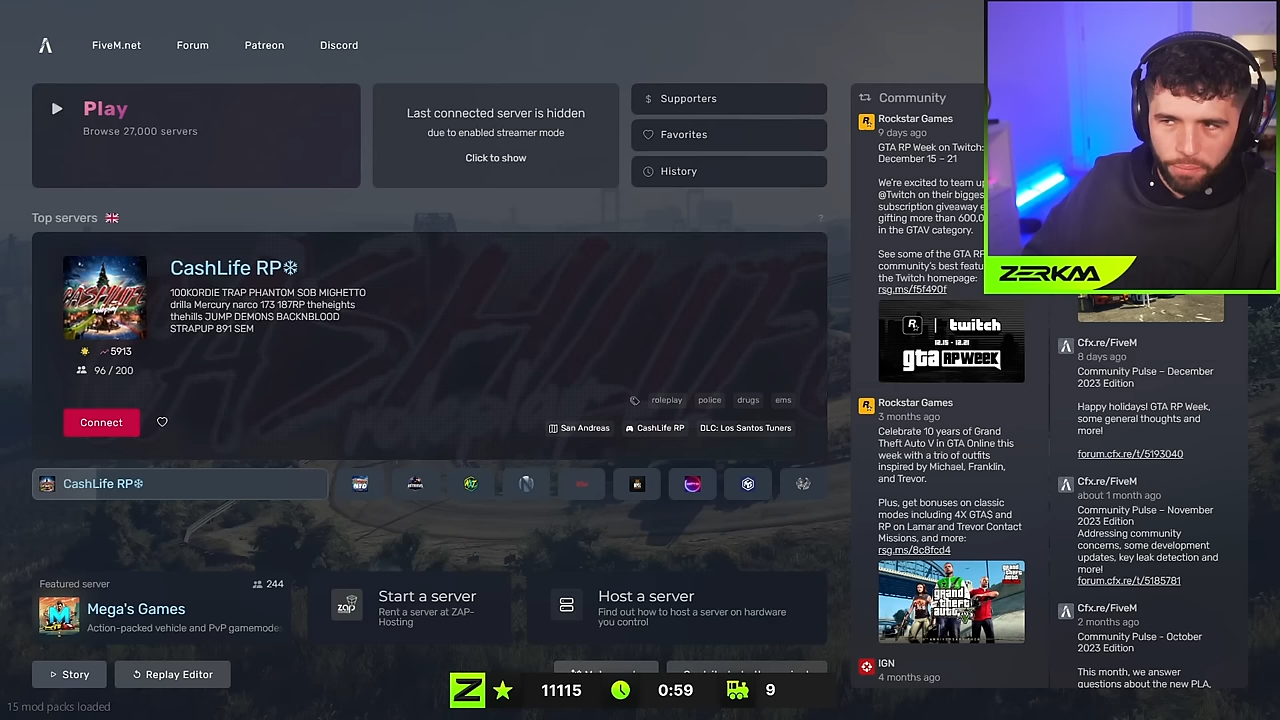 FiveM.net Forum Patreon Discord
Play
Browse 27,000 servers
Last connected server is hidden
due to enabled streamer mode
Click to show
$ Supporters
Favorites
History
Top servers
?
CashLife RP❄
100KORDIE TRAP PHANTOM SOB MIGHETTO
drilla Mercury narco 173 187RP theheights
thehills JUMP DEMONS BACKNBLOOD
STRAPUP 891 SEM
5913
96 / 200
Connect
roleplay police drugs ems
San Andreas CashLife RP DLC: Los Santos Tuners
CashLife RP❄
Featured server 244
Mega's Games
Action-packed vehicle and PvP gamemode
Start a server
Rent a server at ZAP-
Hosting
zap
Host a server
Find out how to host a server on hardware
you control
Story
Replay Editor
15 mod packs loaded
Z 11115 0:59 9
Community
Rockstar Games
9 days ago
GTA RP Week on Twitch:
December 15 – 21
We're excited to team u
@Twitch on their bigges
subscription giveaway e
gifting more than 600,0
in the GTAV category.
See some of the GTA RP
community's best featu
the Twitch homepage:
rsg.ms/f5f490f
R twitch
12.15 - 12.21
gta RP WEEK
Rockstar Games
3 months ago
Celebrate 10 years of Grand
Theft Auto V in GTA Online this
week with a trio of outfits
inspired by Michael, Franklin,
and Trevor.
Plus, get bonuses on classic
modes including 4X GTA$ and
RP on Lamar and Trevor Contact
Missions, and more:
rsg.ms/8c8fcd4
grand
theft
auto
IGN
4 months ago
ZERKAA
Cfx.re/FiveM
8 days ago
Community Pulse – December
2023 Edition
Happy holidays! GTA RP Week,
some general thoughts and
more!
forum.cfx.re/t/5193040
Cfx.re/FiveM
about 1 month ago
Community Pulse – November
2023 Edition
Addressing community
concerns, some development
updates, key leak detection and
more!
forum.cfx.re/t/5185781
Cfx.re/FiveM
2 months ago
Community Pulse - October
2023 Edition
This month, we answer
questions about the new PLA,